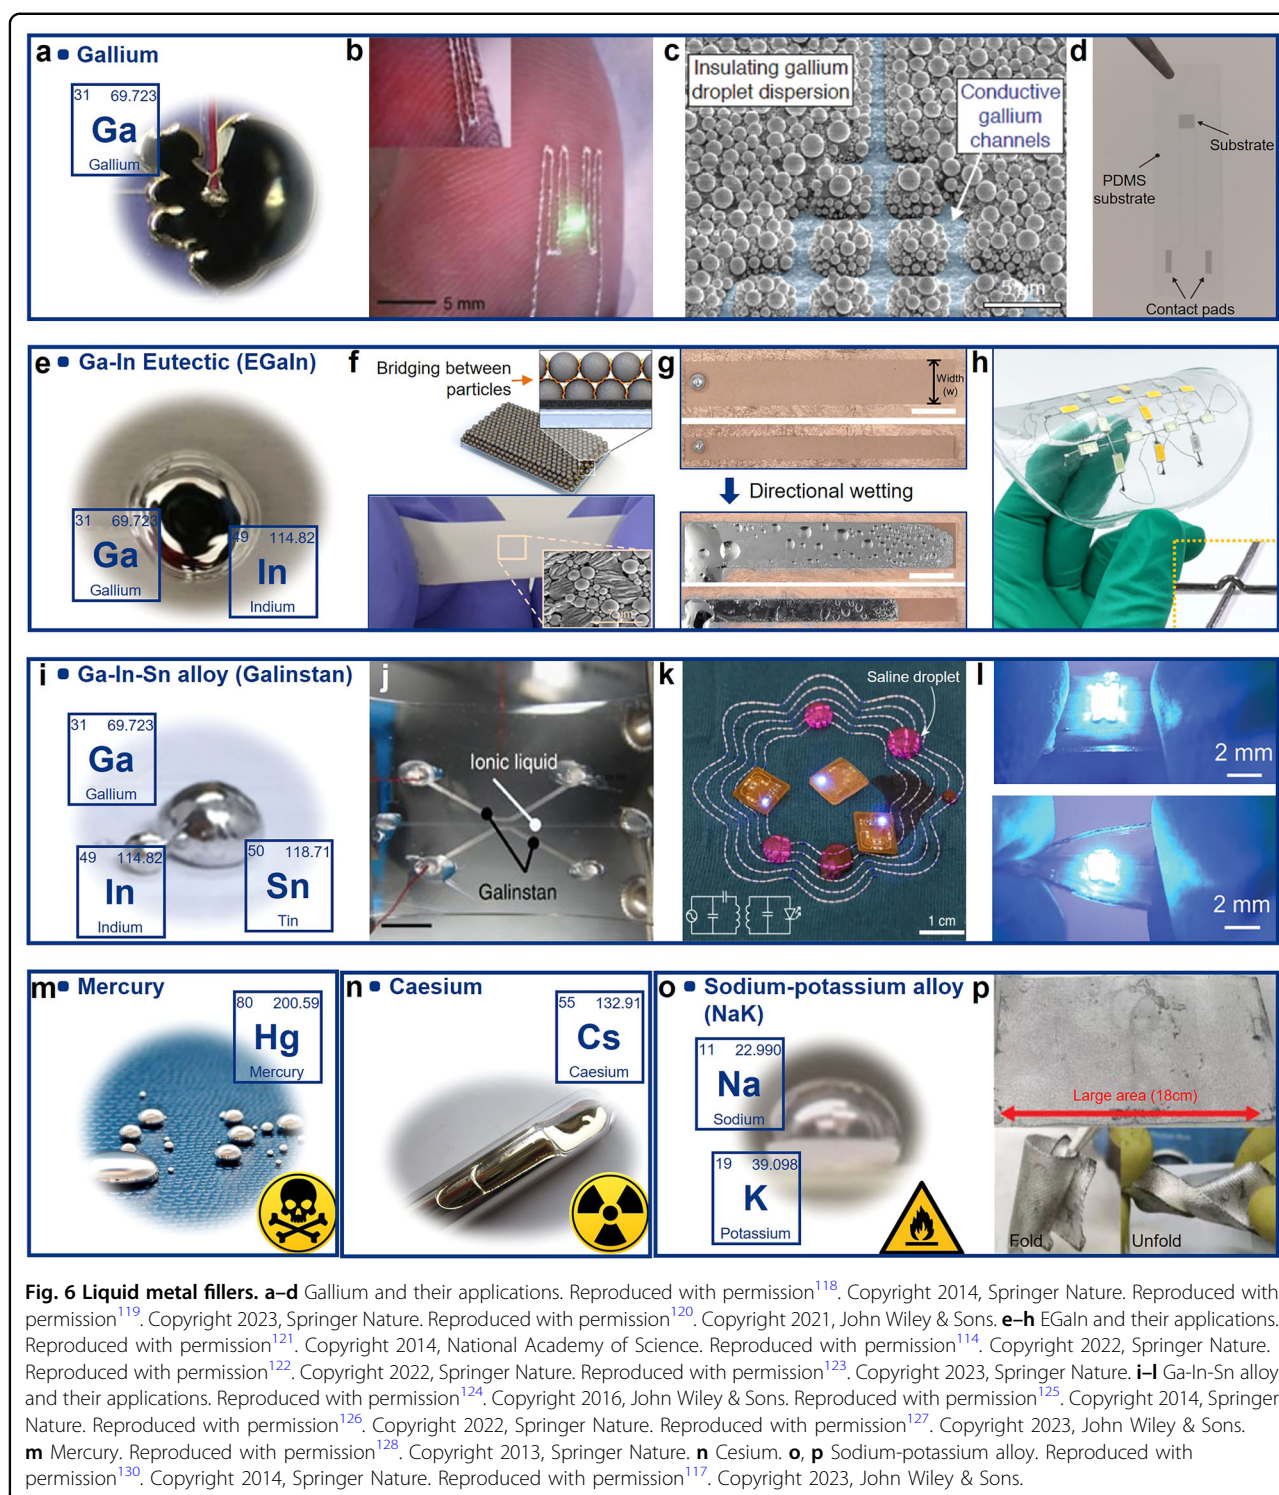 a Gallium
31 69.723
Ga
Gallium
b
5 mm
c
Insulating gallium
droplet dispersion
Conductive
gallium
channels
5 μm
d
Substrate
PDMS
substrate
Contact pads
e Ga-In Eutectic (EGaIn)
31 69.723
Ga
Gallium
49 114.82
In
Indium
f
Bridging between
particles
g
Width
(w)
Directional wetting
h
i Ga-In-Sn alloy (Galinstan)
31 69.723
Ga
Gallium
49 114.82
In
Indium
50 118.71
Sn
Tin
j
Ionic liquid
Galinstan
k
Saline droplet
1 cm
l
2 mm
2 mm
m Mercury
80 200.59
Hg
Mercury
n Caesium
55 132.91
Cs
Caesium
o Sodium-potassium alloy
(NaK)
11 22.990
Na
Sodium
19 39.098
K
Potassium
p
Large area (18cm)
Fold
Unfold
Fig. 6 Liquid metal fillers. a–d Gallium and their applications. Reproduced with permission118. Copyright 2014, Springer Nature. Reproduced with
permission119. Copyright 2023, Springer Nature. Reproduced with permission120. Copyright 2021, John Wiley & Sons. e–h EGaIn and their applications.
Reproduced with permission121. Copyright 2014, National Academy of Science. Reproduced with permission114. Copyright 2022, Springer Nature.
Reproduced with permission122. Copyright 2022, Springer Nature. Reproduced with permission123. Copyright 2023, Springer Nature. i–l Ga-In-Sn alloy
and their applications. Reproduced with permission124. Copyright 2016, John Wiley & Sons. Reproduced with permission125. Copyright 2014, Springer
Nature. Reproduced with permission126. Copyright 2022, Springer Nature. Reproduced with permission127. Copyright 2023, John Wiley & Sons.
m Mercury. Reproduced with permission128. Copyright 2013, Springer Nature. n Cesium. o, p Sodium-potassium alloy. Reproduced with
permission130. Copyright 2014, Springer Nature. Reproduced with permission117. Copyright 2023, John Wiley & Sons.